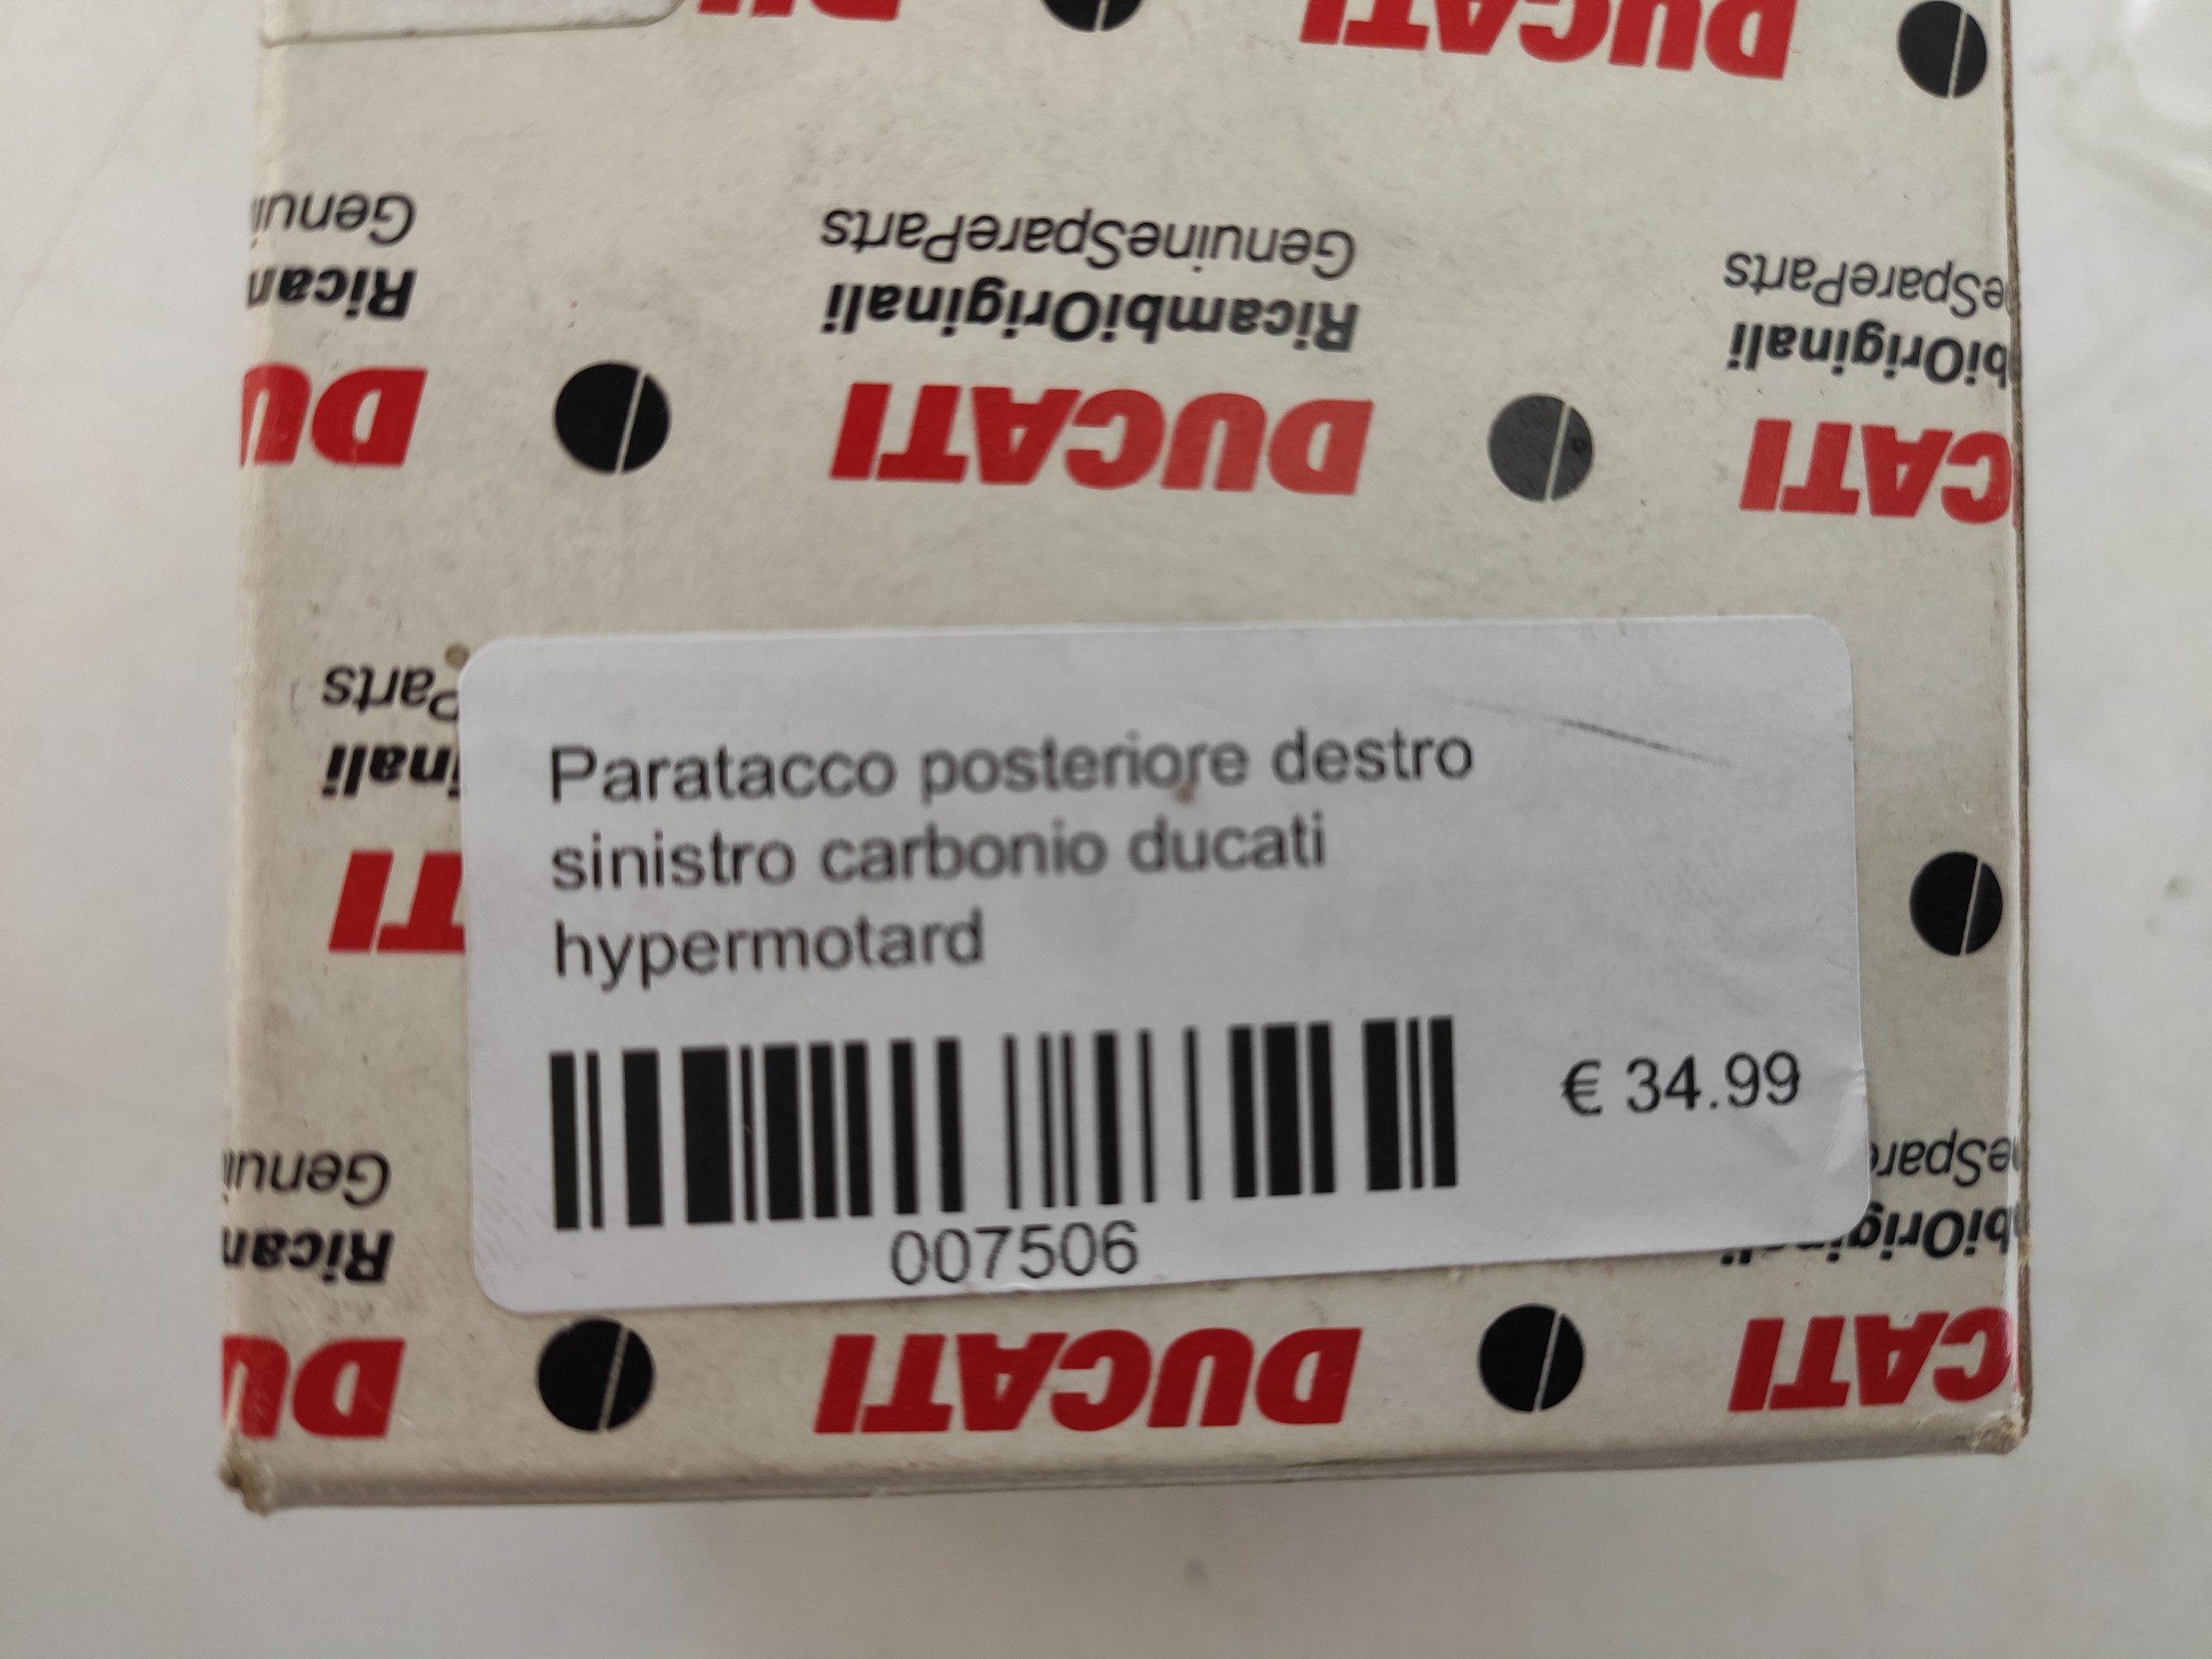 DUCATI
GenuineSpareParts
RicambiOriginali
DUCATI
Paratacco posteriore destro
sinistro carbonio ducati
hypermotard
€ 34.99
007506
DUCATI